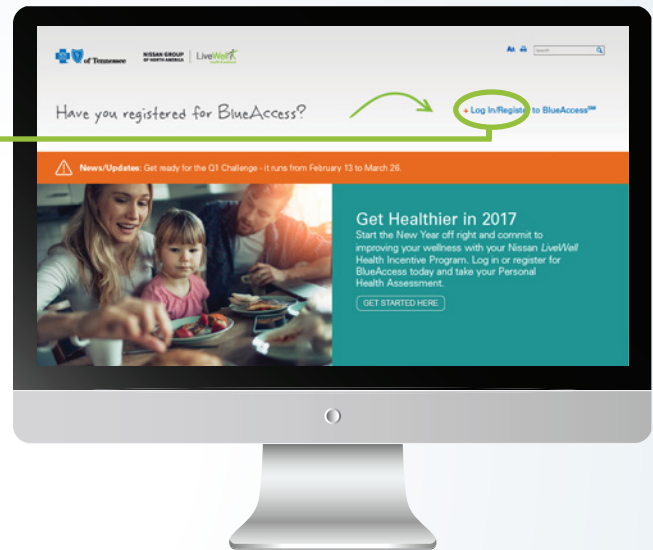 of Tennessee
NISSAN GROUP
OF NORTH AMERICA
LiveWell
Search
Have you registered for BlueAccess?
+ Log In/Register to BlueAccess℠
News/Updates: Get ready for the Q1 Challenge - it runs from February 13 to March 26.
Get Healthier in 2017
Start the New Year off right and commit to
improving your wellness with your Nissan LiveWell
Health Incentive Program. Log in or register for
BlueAccess today and take your Personal
Health Assessment.
GET STARTED HERE